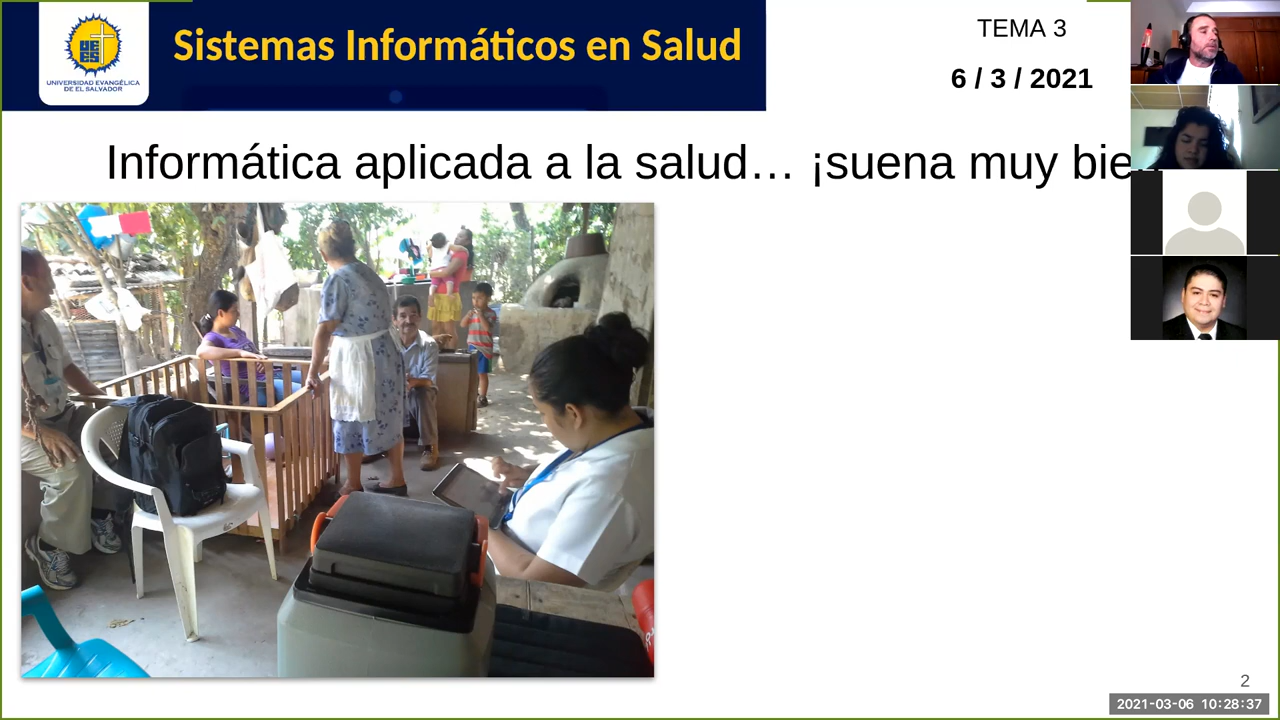 Sistemas Informáticos en Salud
UNIVERSIDAD EVANGÉLICA
DE EL SALVADOR
TEMA 3
6 / 3 / 2021
Informática aplicada a la salud… ¡suena muy
2
2021-03-06 10:28:37